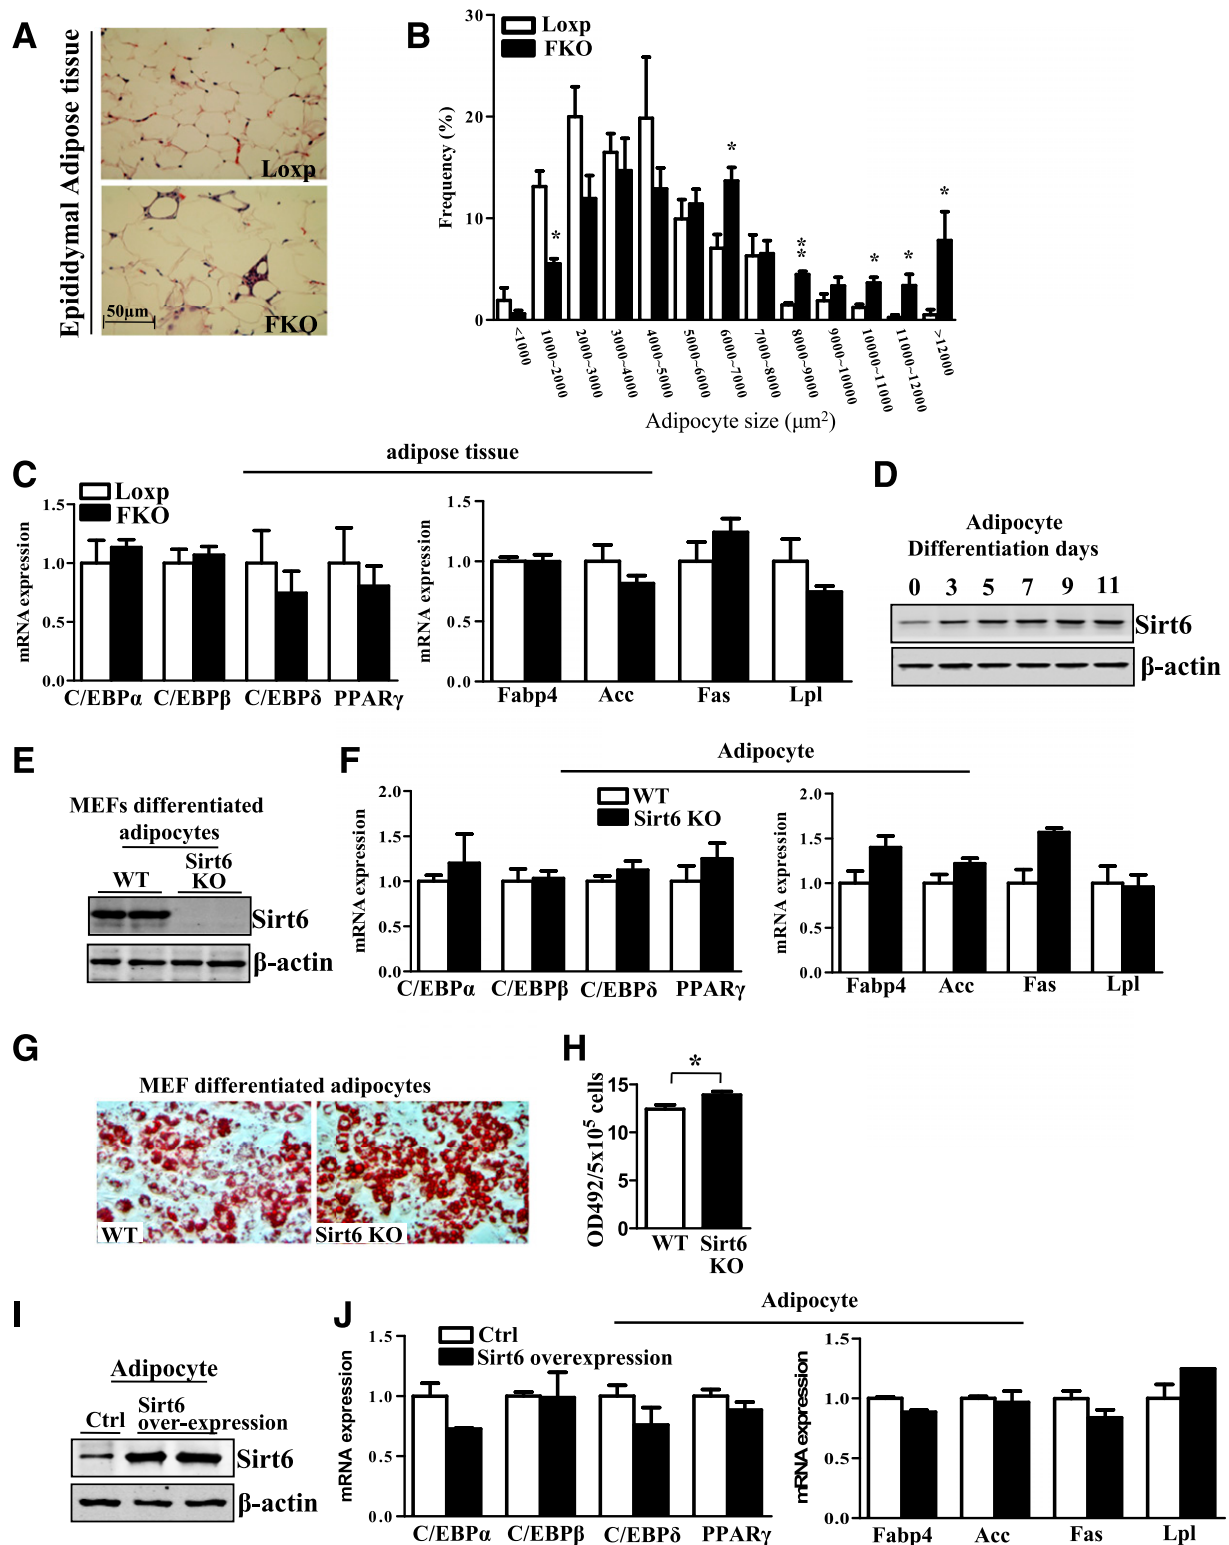 A
Epididymal Adipose tissue
Loxp
50µm
FKO
B
Loxp
FKO
Frequency (%)
30
20
10
0
*
*
**
*
*
*
<1000
1000~2000
2000~3000
3000~4000
4000~5000
5000~6000
6000~7000
7000~8000
8000~9000
9000~10000
10000~11000
11000~12000
>12000
Adipocyte size (µm²)
C
adipose tissue
Loxp
FKO
mRNA expression
1.5
1.0
0.5
0.0
C/EBPα C/EBPβ C/EBPδ PPARγ
mRNA expression
1.5
1.0
0.5
0.0
Fabp4 Acc Fas Lpl
D
Adipocyte
Differentiation days
0 3 5 7 9 11
Sirt6
β-actin
E
MEFs differentiated
adipocytes
WT
Sirt6
KO
Sirt6
β-actin
F
Adipocyte
WT
Sirt6 KO
mRNA expression
2.0
1.5
1.0
0.5
0.0
C/EBPα C/EBPβ C/EBPδ PPARγ
mRNA expression
2.0
1.5
1.0
0.5
0.0
Fabp4 Acc Fas Lpl
G
MEF differentiated adipocytes
WT
Sirt6 KO
H
*
OD492/5x10⁵ cells
15
10
5
0
WT Sirt6
KO
I
Adipocyte
Ctrl
Sirt6
over-expression
Sirt6
β-actin
J
Adipocyte
Ctrl
Sirt6 overexpression
mRNA expression
1.5
1.0
0.5
0.0
C/EBPα C/EBPβ C/EBPδ PPARγ
mRNA expression
1.5
1.0
0.5
0.0
Fabp4 Acc Fas Lpl